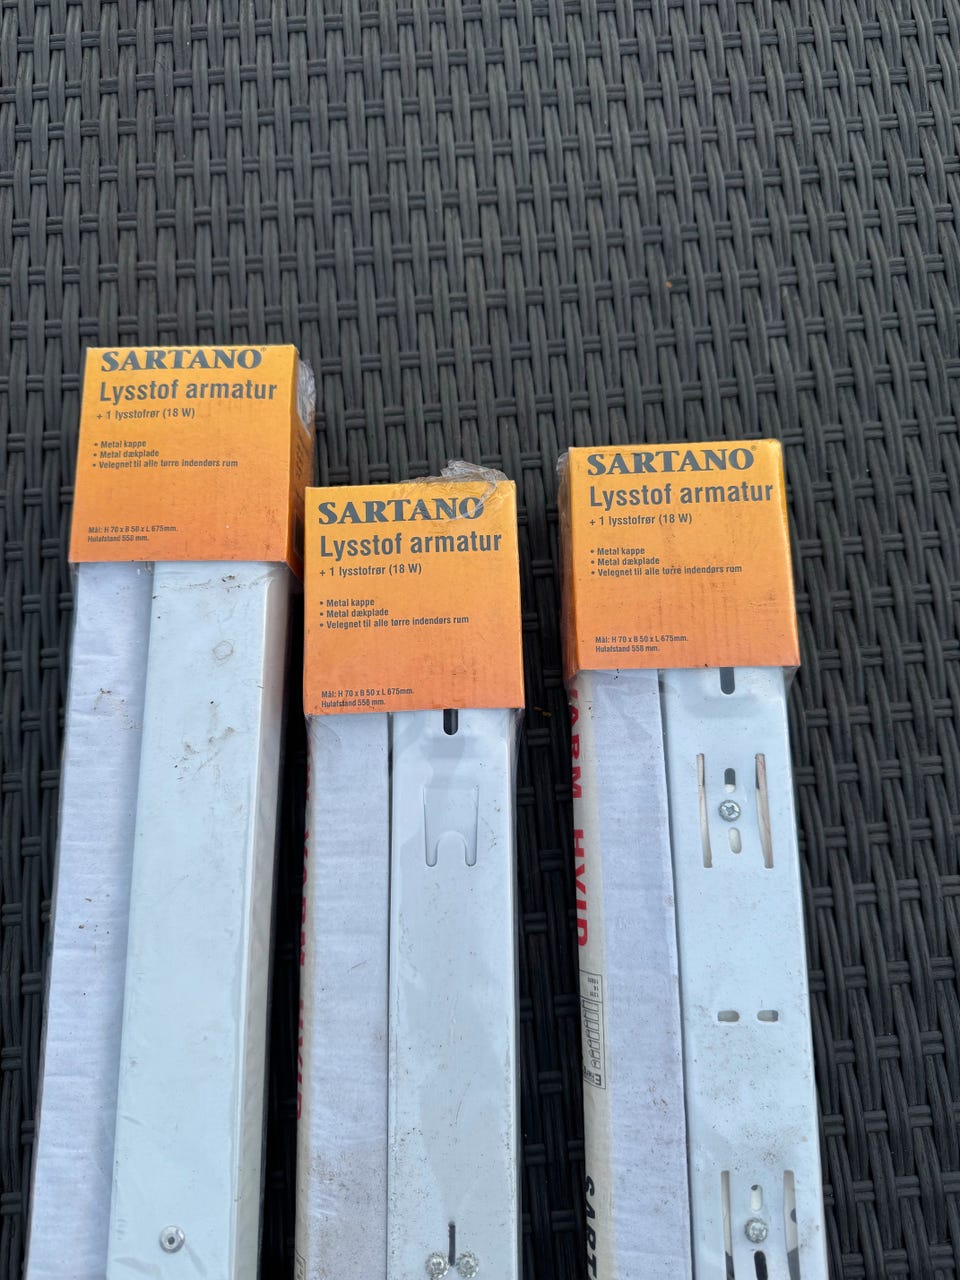 SARTANO®
Lysstof armatur
+ 1 lysstofrør (18 W)
• Metal kappe
• Metal dækplade
• Velegnet til alle tørre indendørs rum
Mål: H 70 x B 50 x L 675mm.
Hulafstand 558 mm.
SARTANO®
Lysstof armatur
+ 1 lysstofrør (18 W)
• Metal kappe
• Metal dækplade
• Velegnet til alle tørre indendørs rum
Mål: H 70 x B 50 x L 675mm.
Hulafstand 558 mm.
SARTANO®
Lysstof armatur
+ 1 lysstofrør (18 W)
• Metal kappe
• Metal dækplade
• Velegnet til alle tørre indendørs rum
Mål: H 70 x B 50 x L 675mm.
Hulafstand 558 mm.
VARM HVID